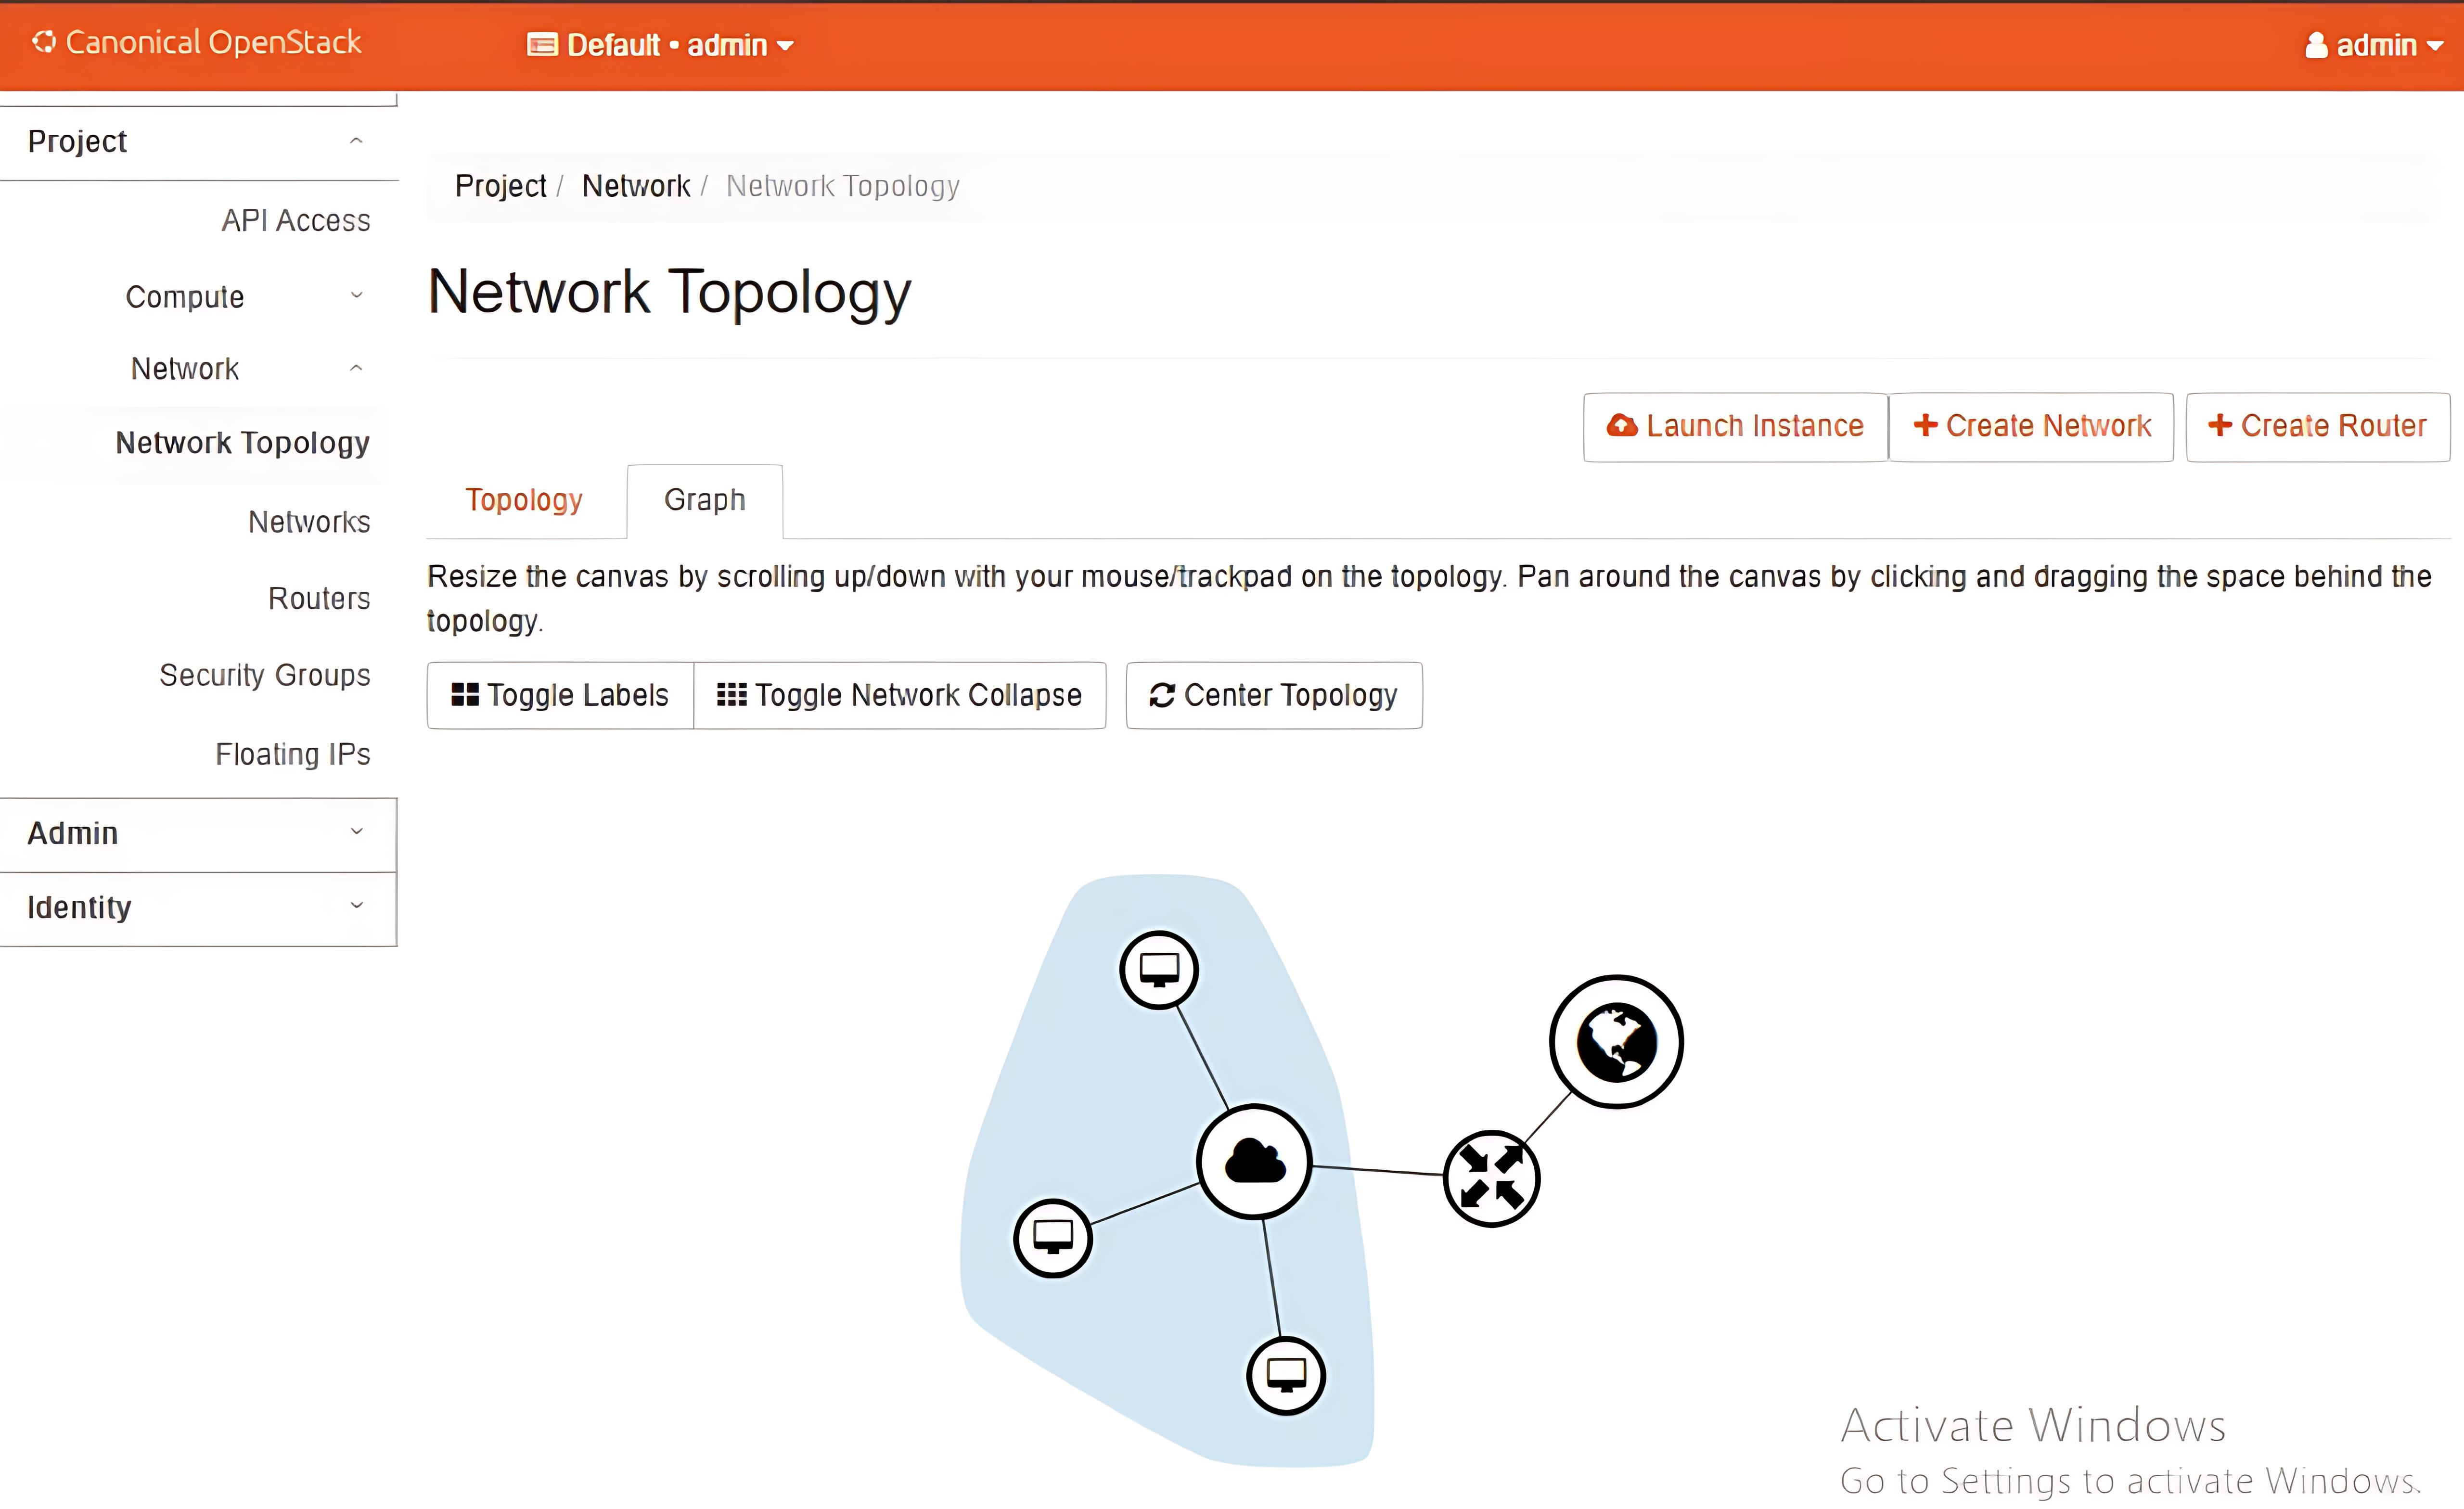 Canonical OpenStack
Default • admin
admin
Project
API Access
Compute
Network
Network Topology
Networks
Routers
Security Groups
Floating IPs
Admin
Identity
Project / Network / Network Topology
Network Topology
Launch Instance
+ Create Network
+ Create Router
Topology
Graph
Resize the canvas by scrolling up/down with your mouse/trackpad on the topology. Pan around the canvas by clicking and dragging the space behind the
topology.
Toggle Labels
Toggle Network Collapse
Center Topology
Activate Windows
Go to Settings to activate Windows.